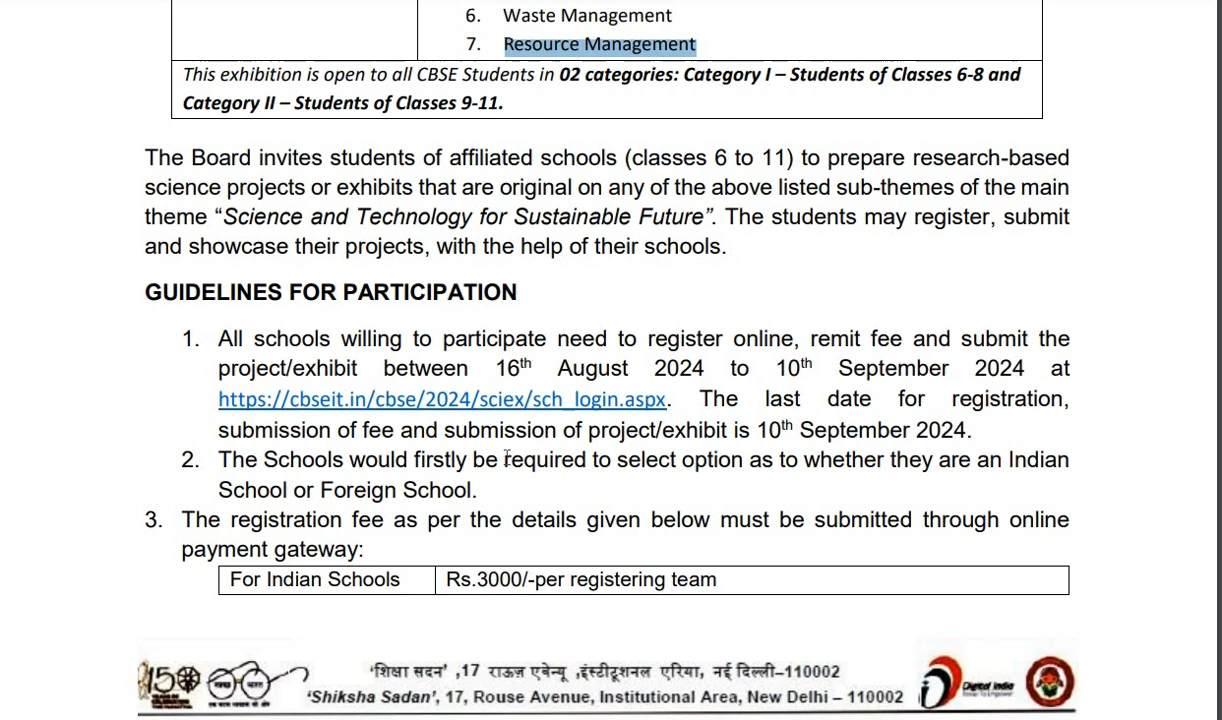 6. Waste Management
7. Resource Management
This exhibition is open to all CBSE Students in 02 categories: Category I – Students of Classes 6-8 and
Category II – Students of Classes 9-11.
The Board invites students of affiliated schools (classes 6 to 11) to prepare research-based
science projects or exhibits that are original on any of the above listed sub-themes of the main
theme “Science and Technology for Sustainable Future”. The students may register, submit
and showcase their projects, with the help of their schools.
GUIDELINES FOR PARTICIPATION
1. All schools willing to participate need to register online, remit fee and submit the
project/exhibit between 16th August 2024 to 10th September 2024 at
https://cbseit.in/cbse/2024/sciex/sch_login.aspx. The last date for registration,
submission of fee and submission of project/exhibit is 10th September 2024.
2. The Schools would firstly be required to select option as to whether they are an Indian
School or Foreign School.
3. The registration fee as per the details given below must be submitted through online
payment gateway:
For Indian Schools Rs.3000/-per registering team
‘शिक्षा सदन’ ,17 राऊज़ एवेन्यू ,इंस्टीटूशनल एरिया, नई दिल्ली–110002
‘Shiksha Sadan’, 17, Rouse Avenue, Institutional Area, New Delhi – 110002
150
Digital India